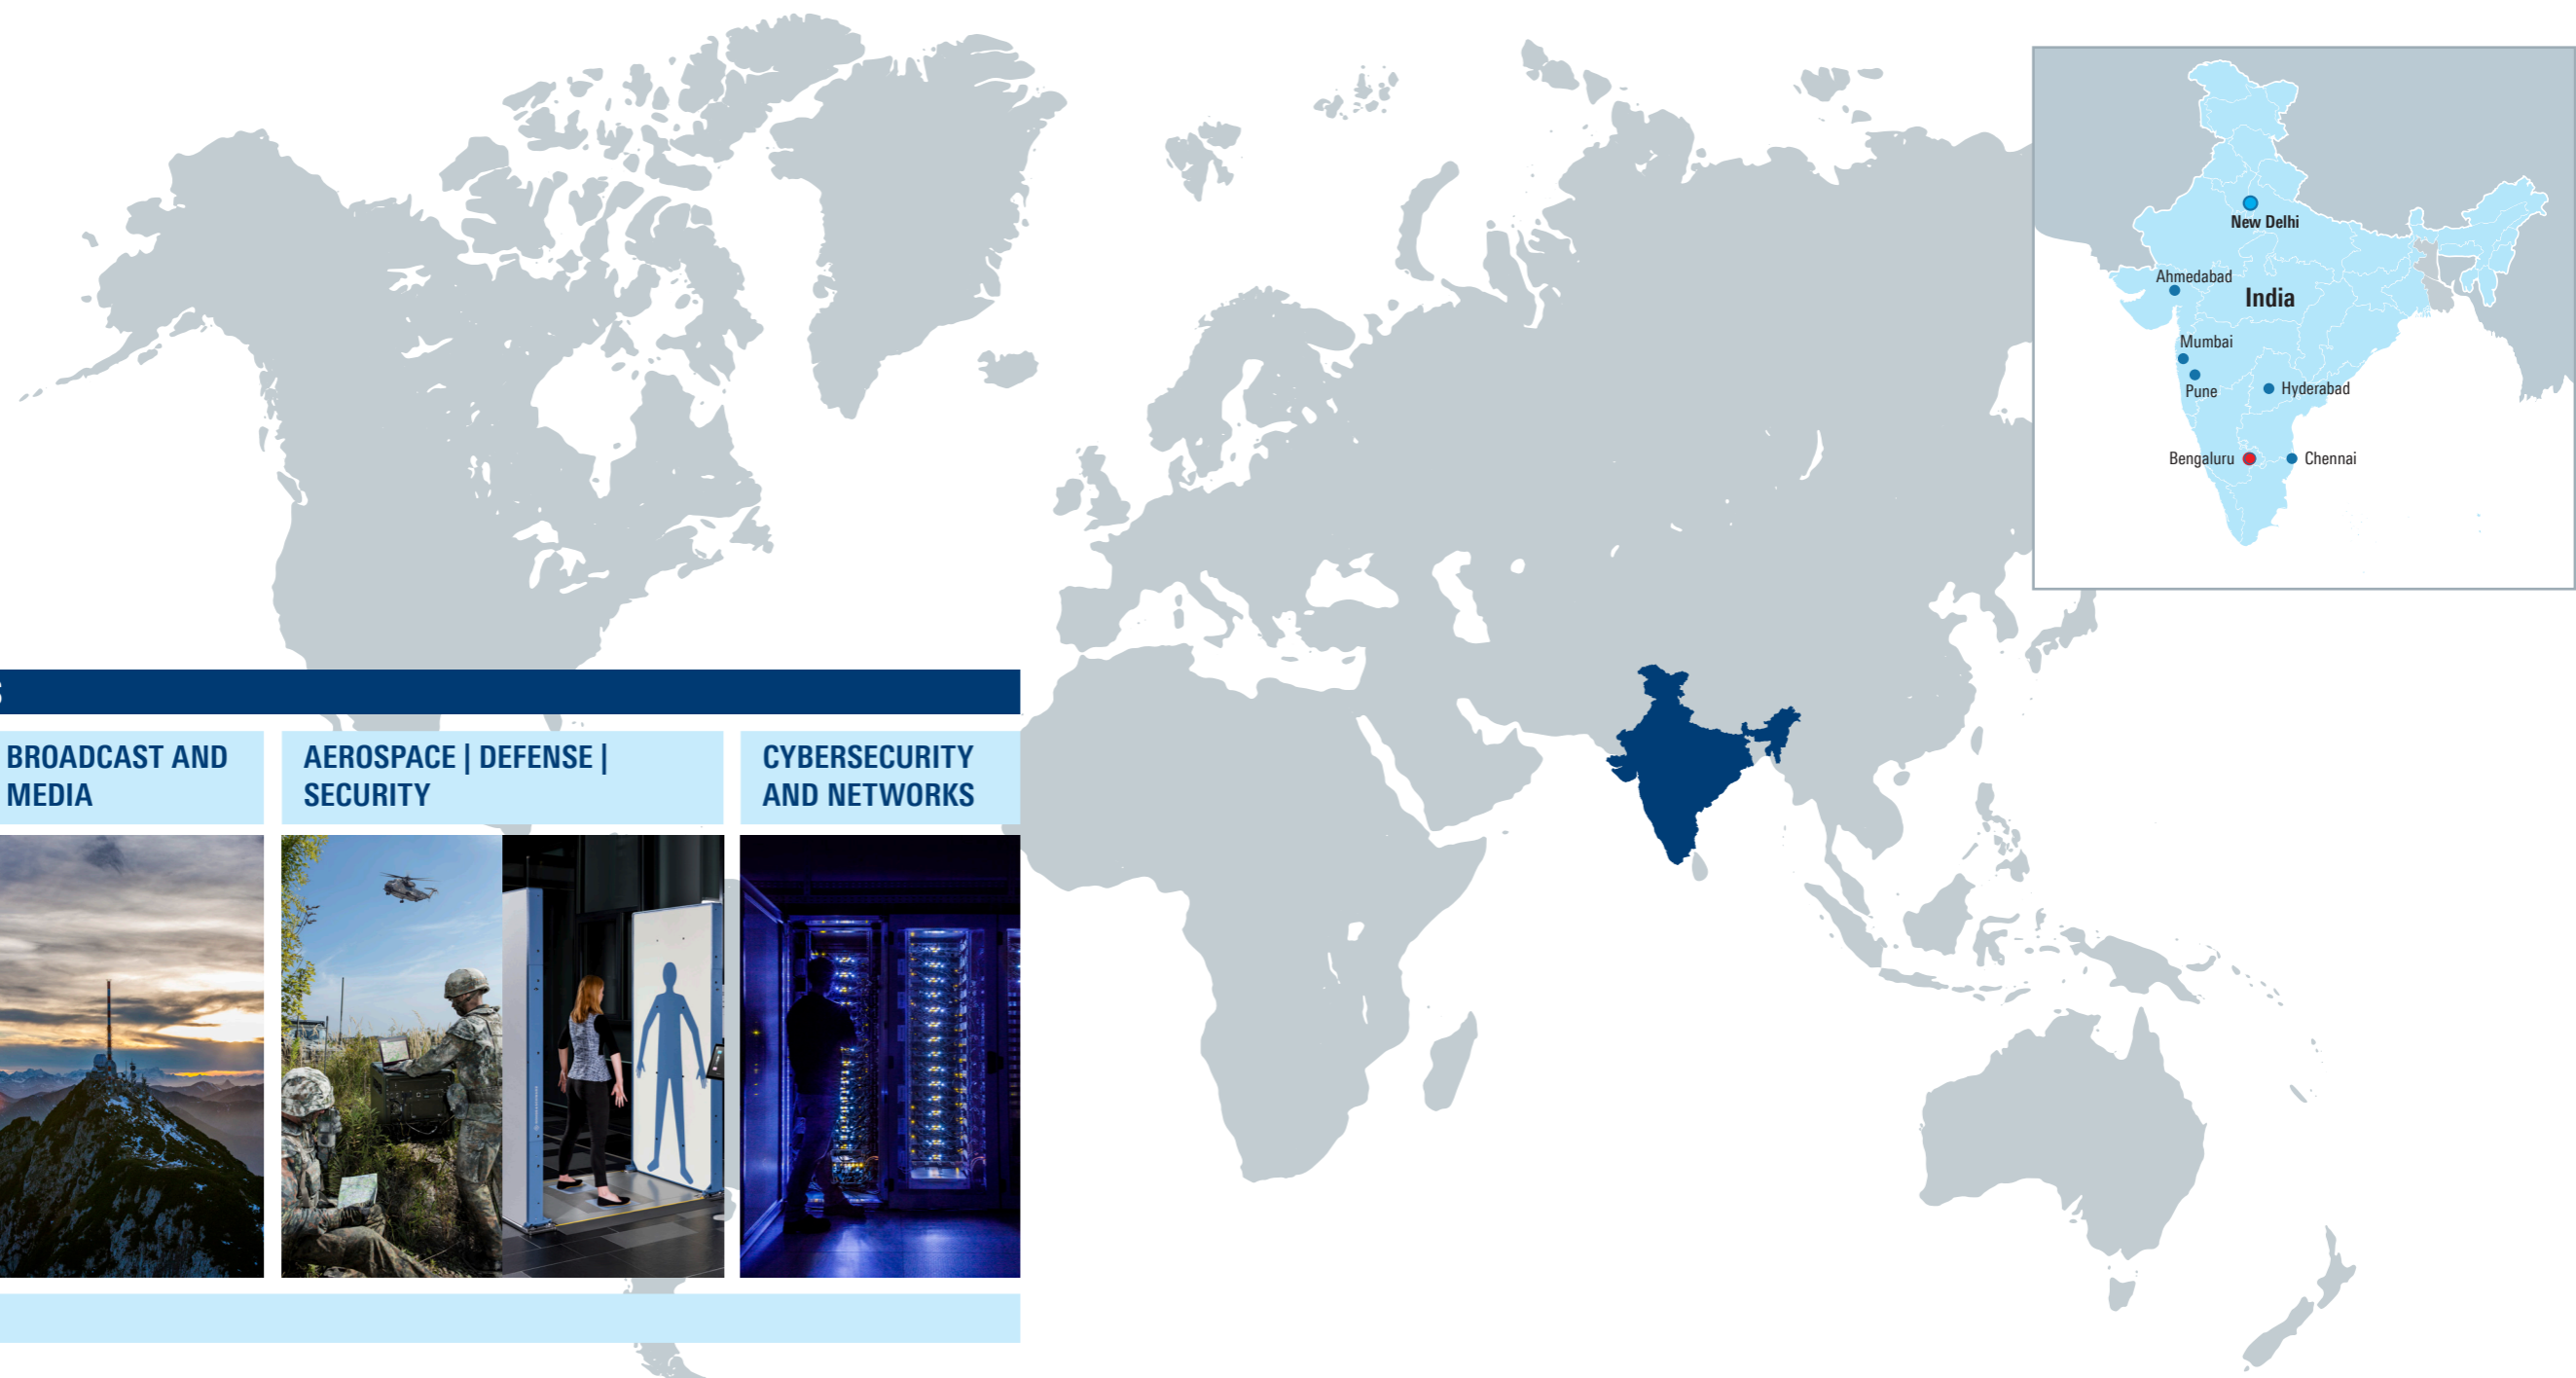 New Delhi
Ahmedabad
India
Mumbai
Pune
Hyderabad
Bengaluru
Chennai
S
BROADCAST AND
MEDIA
AEROSPACE | DEFENSE |
SECURITY
CYBERSECURITY
AND NETWORKS